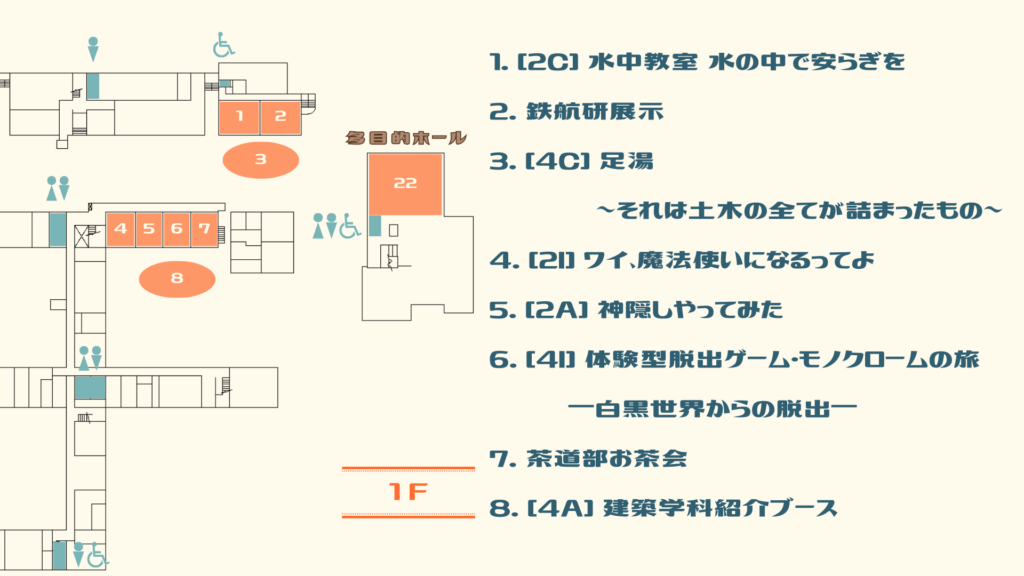 1. [2C] 水中教室 水の中で安らぎを
2. 鉄航研展示
3. [4C] 足湯
~それは土木の全てが詰まったもの~
4. [2I] ワイ、魔法使いになるってよ
5. [2A] 神隠しやってみた
6. [4I] 体験型脱出ゲーム・モノクロームの旅
―白黒世界からの脱出―
7. 茶道部お茶会
8. [4A] 建築学科紹介ブース
多目的ホール
1
2
3
22
4
5
6
7
8
1F